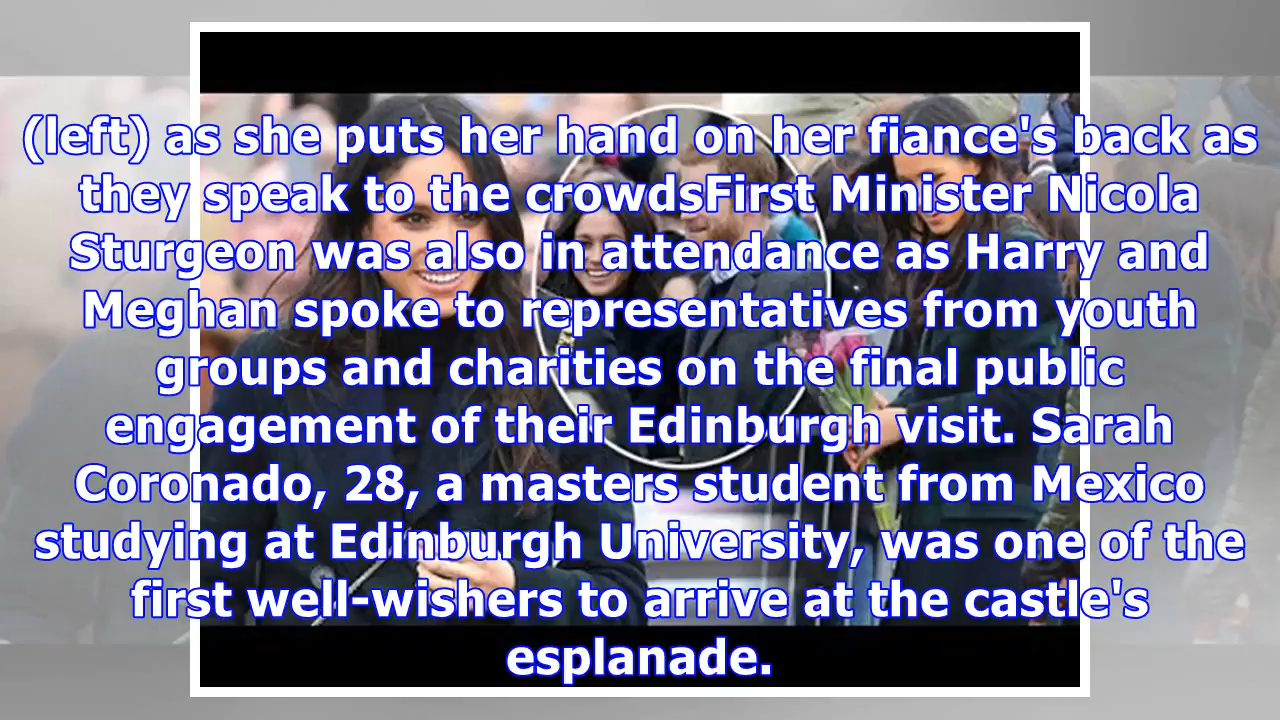 (left) as she puts her hand on her fiance's back as
they speak to the crowdsFirst Minister Nicola
Sturgeon was also in attendance as Harry and
Meghan spoke to representatives from youth
groups and charities on the final public
engagement of their Edinburgh visit. Sarah
Coronado, 28, a masters student from Mexico
studying at Edinburgh University, was one of the
first well-wishers to arrive at the castle's
esplanade.